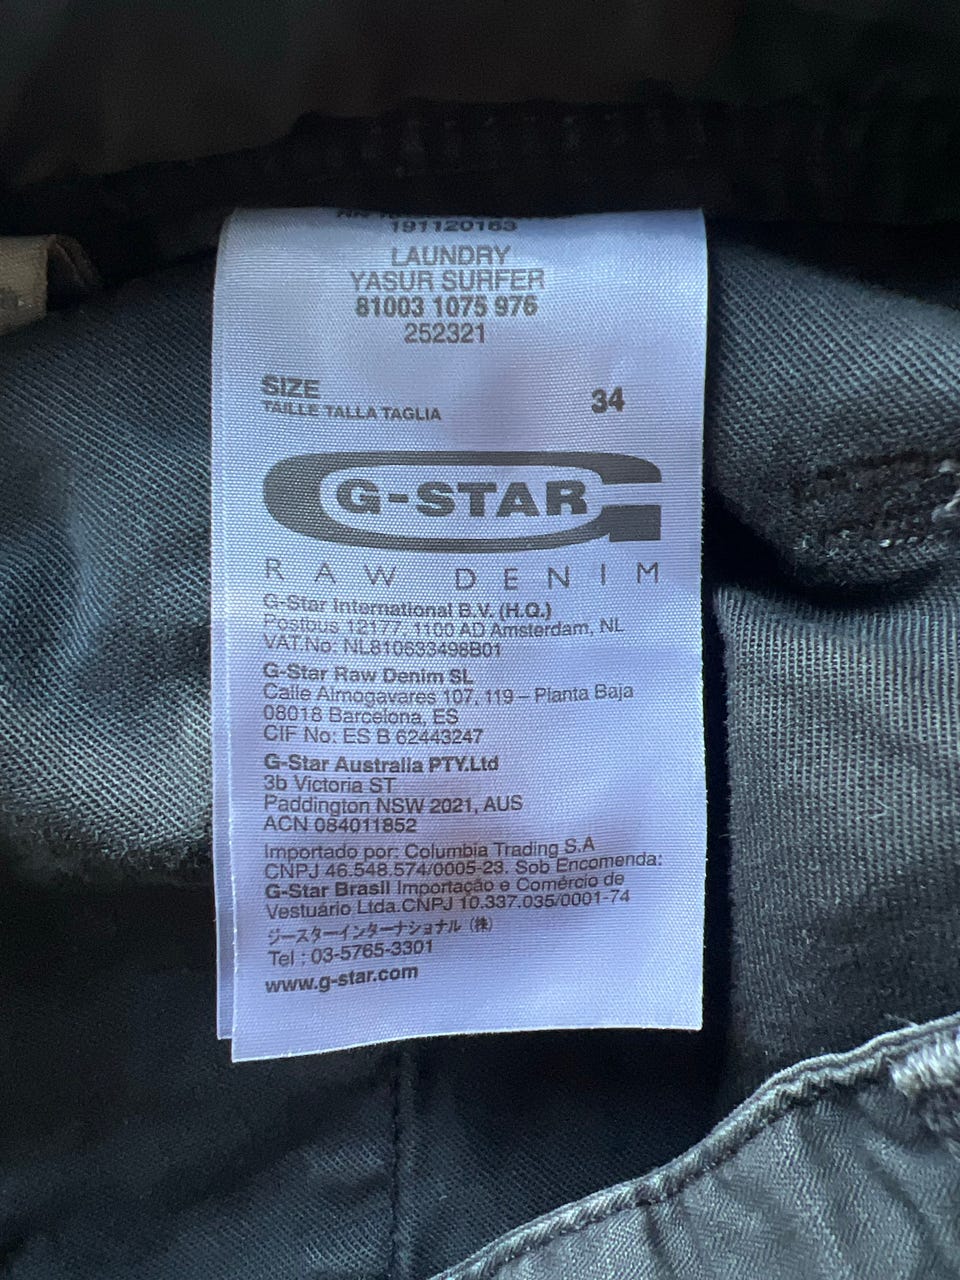 191120163
LAUNDRY
YASUR SURFER
81003 1075 976
252321
SIZE
TAILLE TALLA TAGLIA
34
G-STAR
RAW DENIM
G-Star International B.V. (H.Q.)
Postbus 12177, 1100 AD Amsterdam, NL
VAT.No: NL810633498B01
G-Star Raw Denim SL
Calle Almogavares 107, 119 – Planta Baja
08018 Barcelona, ES
CIF No: ES B 62443247
G-Star Australia PTY.Ltd
3b Victoria ST
Paddington NSW 2021, AUS
ACN 084011852
Importado por: Columbia Trading S.A
CNPJ 46.548.574/0005-23. Sob Encomenda:
G-Star Brasil Importação e Comércio de
Vestuário Ltda.CNPJ 10.337.035/0001-74
ジースターインターナショナル（株）
Tel : 03-5765-3301
www.g-star.com